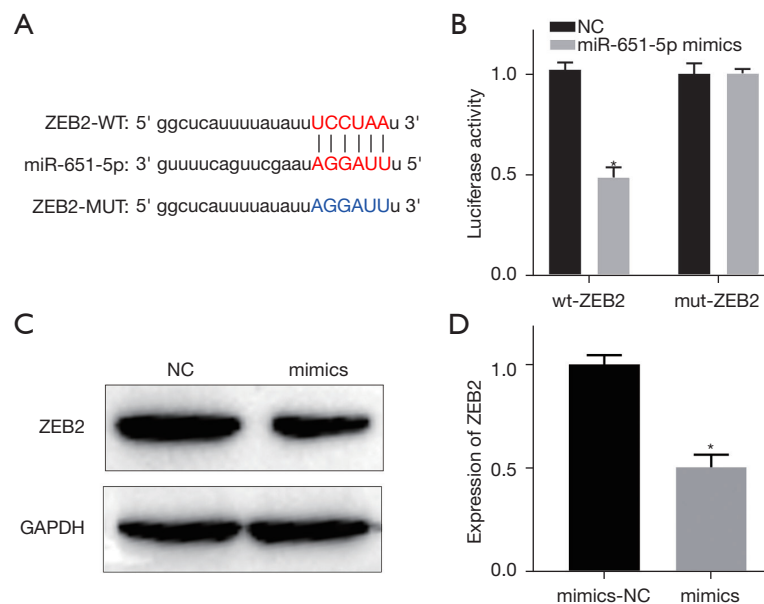 A
ZEB2-WT: 5' ggcucauuuuauauuUCCUAAu 3'
miR-651-5p: 3' guuuucaguucgaauAGGAUUu 5'
ZEB2-MUT: 5' ggcucauuuuauauuAGGAUUu 3'
B
NC
miR-651-5p mimics
Luciferase activity
1.0
0.5
0.0
*
wt-ZEB2 mut-ZEB2
C
NC mimics
ZEB2
GAPDH
D
Expression of ZEB2
1.0
0.5
0.0
*
mimics-NC mimics